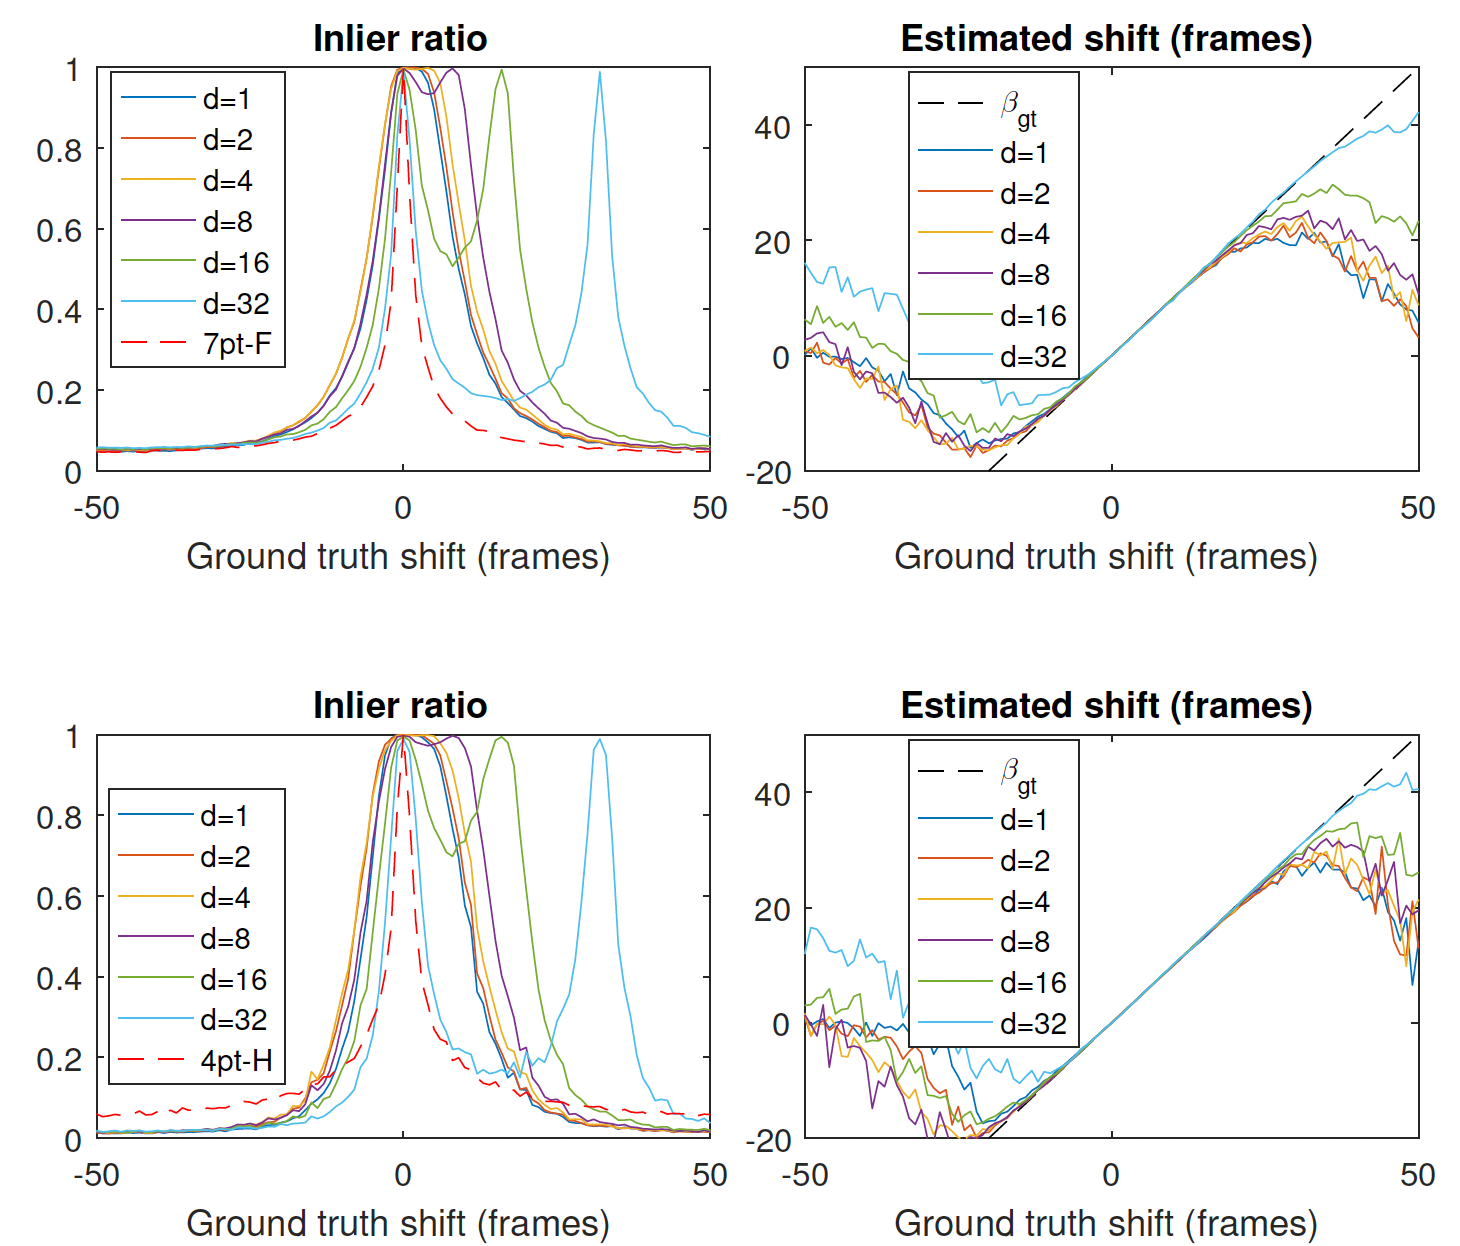 Inlier ratio
1
0.8
0.6
0.4
0.2
0
-50
0
50
d=1
d=2
d=4
d=8
d=16
d=32
7pt-F
Ground truth shift (frames)
Estimated shift (frames)
40
20
0
-20
-50
0
50
βgt
d=1
d=2
d=4
d=8
d=16
d=32
Ground truth shift (frames)
Inlier ratio
1
0.8
0.6
0.4
0.2
0
-50
0
50
d=1
d=2
d=4
d=8
d=16
d=32
4pt-H
Ground truth shift (frames)
Estimated shift (frames)
40
20
0
-20
-50
0
50
βgt
d=1
d=2
d=4
d=8
d=16
d=32
Ground truth shift (frames)